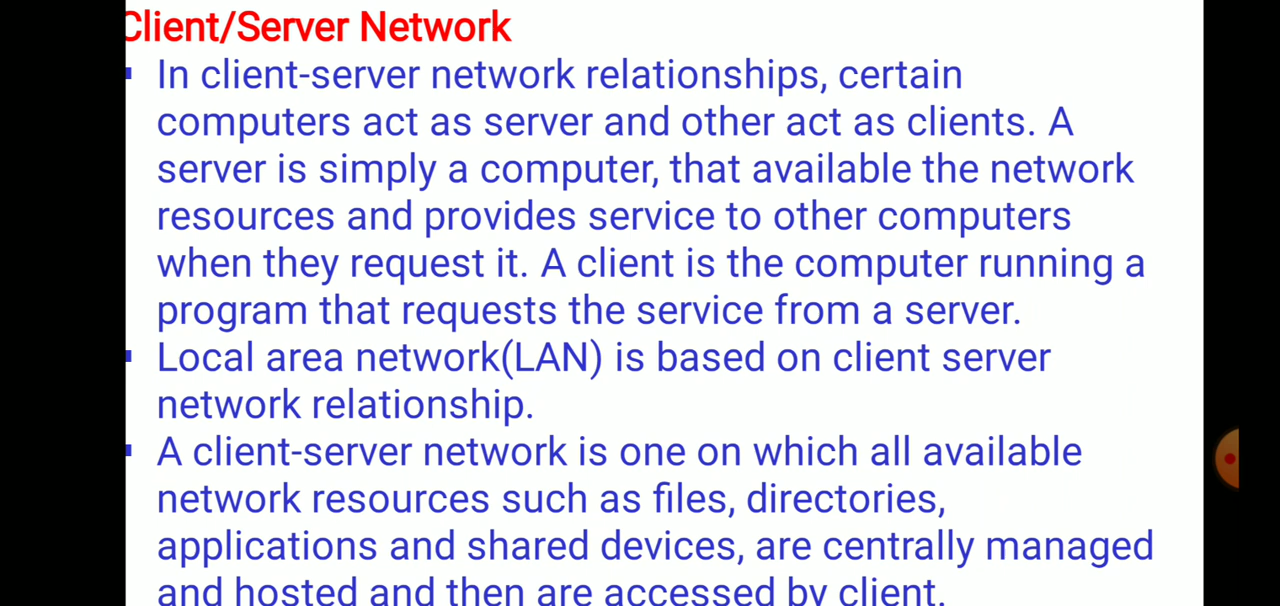 Client/Server Network
▪ In client-server network relationships, certain
computers act as server and other act as clients. A
server is simply a computer, that available the network
resources and provides service to other computers
when they request it. A client is the computer running a
program that requests the service from a server.
▪ Local area network(LAN) is based on client server
network relationship.
▪ A client-server network is one on which all available
network resources such as files, directories,
applications and shared devices, are centrally managed
and hosted and then are accessed by client.